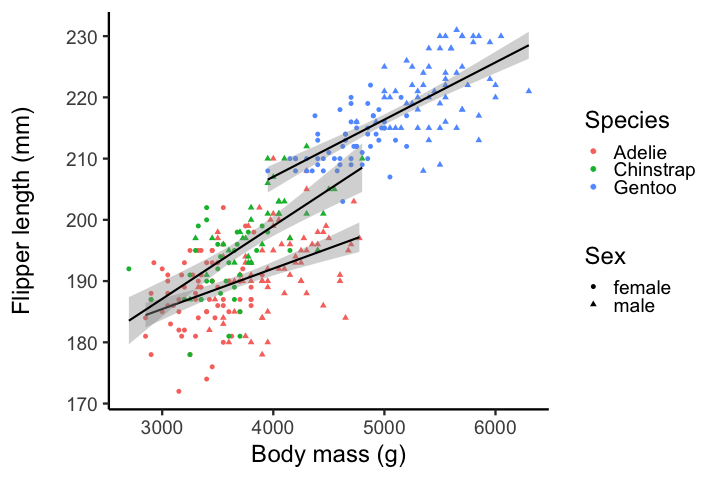 Flipper length (mm)
230
220
210
200
190
180
170
3000
4000
5000
6000
Body mass (g)
Species
Adelie
Chinstrap
Gentoo
Sex
female
male